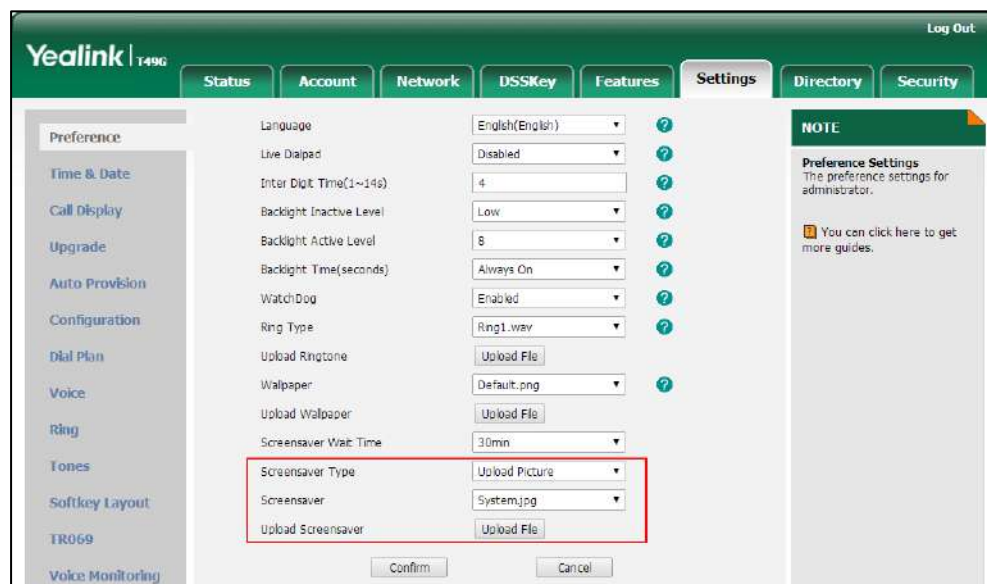 Log Out
Yealink T49G
Status Account Network DSSKey Features Settings Directory Security
Preference
Time & Date
Call Display
Upgrade
Auto Provision
Configuration
Dial Plan
Voice
Ring
Tones
Softkey Layout
TR069
Voice Monitoring
Language English(English) ?
Live Dialpad Disabled ?
Inter Digit Time(1~14s) 4 ?
Backlight Inactive Level Low ?
Backlight Active Level 8 ?
Backlight Time(seconds) Always On ?
WatchDog Enabled ?
Ring Type Ring1.wav ?
Upload Ringtone Upload File
Wallpaper Default.png ?
Upload Wallpaper Upload File
Screensaver Wait Time 30min
Screensaver Type Upload Picture
Screensaver System.jpg
Upload Screensaver Upload File
Confirm Cancel
NOTE
Preference Settings
The preference settings for
administrator.
You can click here to get
more guides.